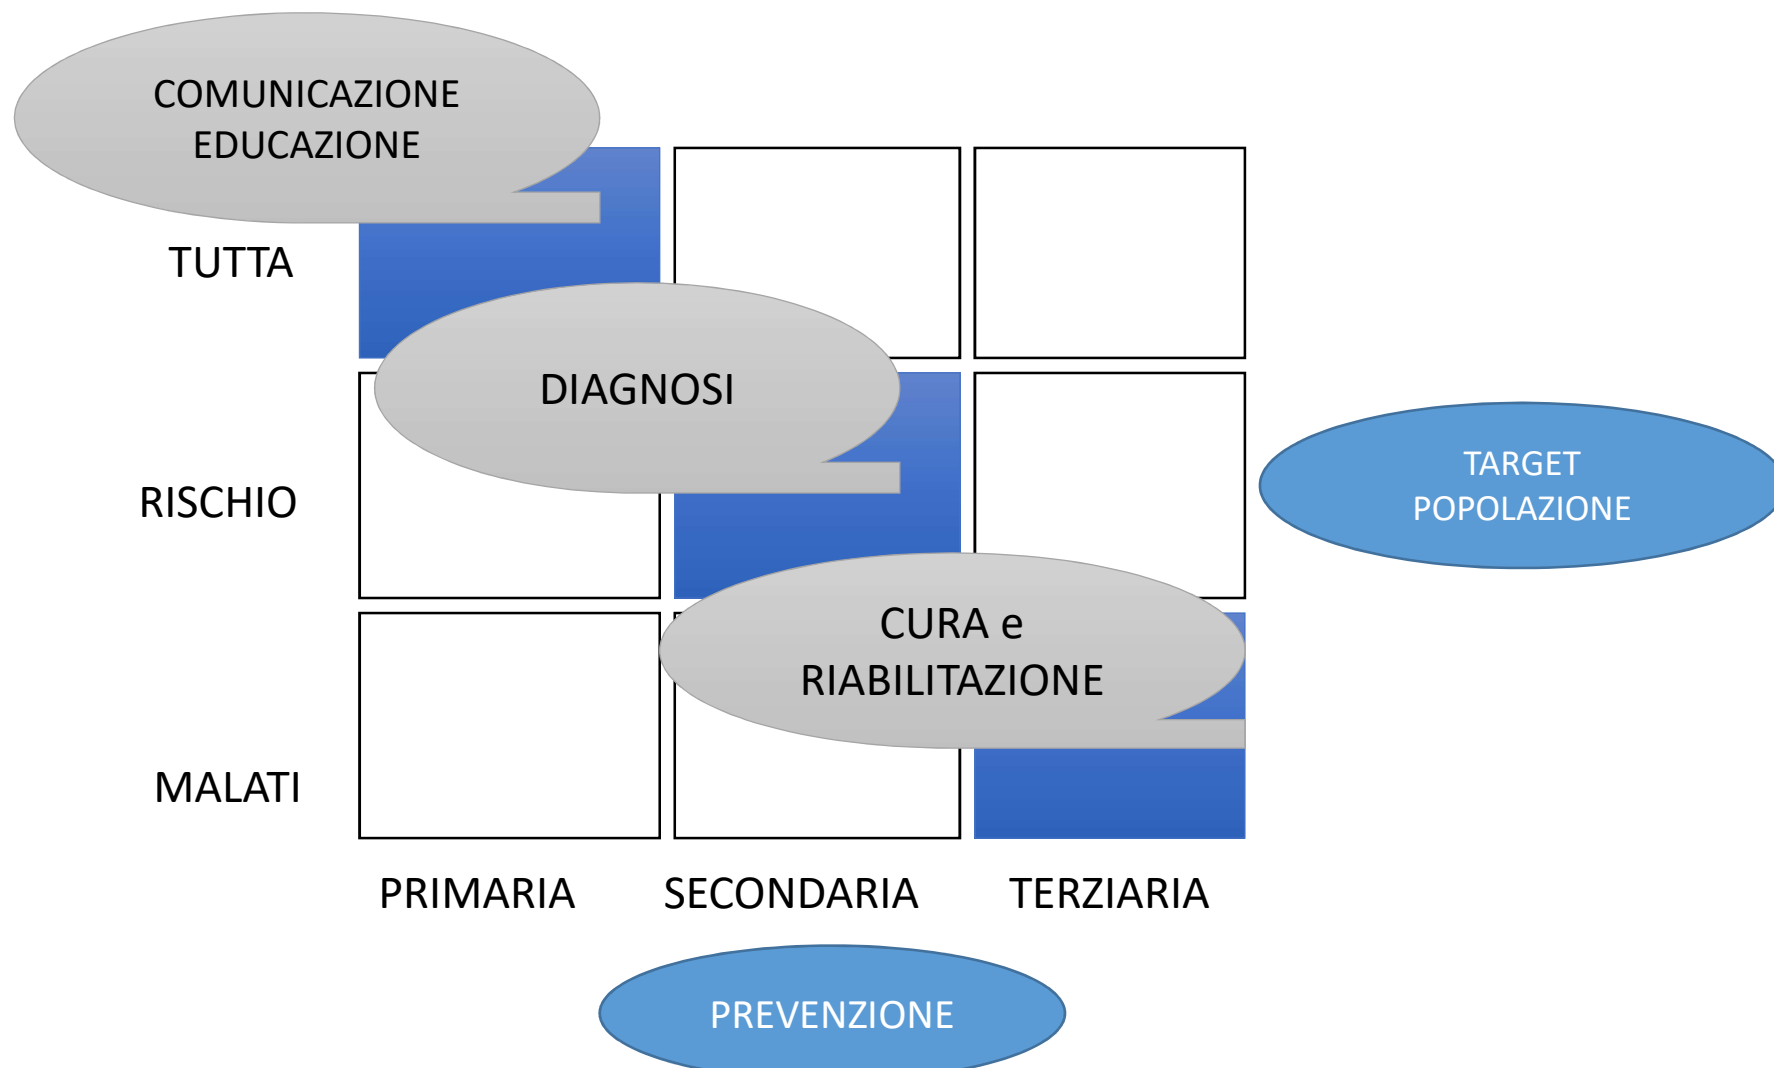 COMUNICAZIONE
EDUCAZIONE
TUTTA
DIAGNOSI
RISCHIO
TARGET
POPOLAZIONE
CURA e
RIABILITAZIONE
MALATI
PRIMARIA
SECONDARIA
TERZIARIA
PREVENZIONE